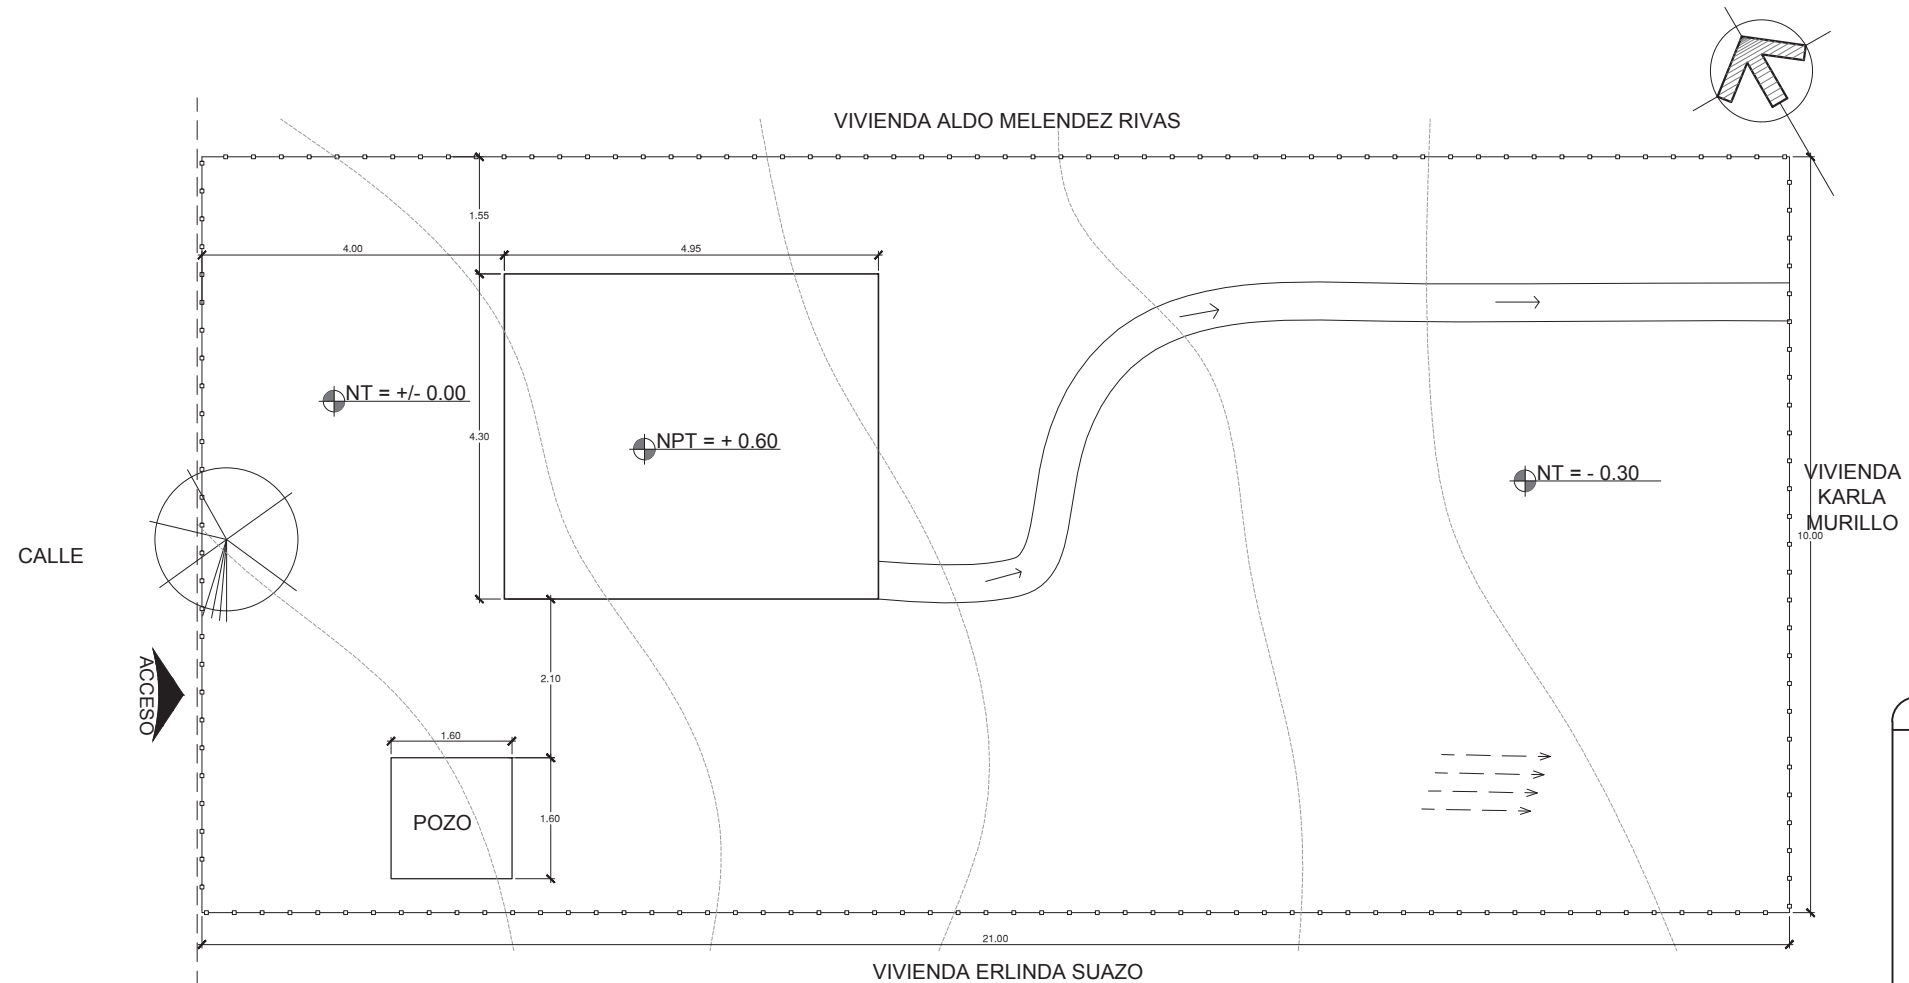 VIVIENDA ALDO MELENDEZ RIVAS
1.55
4.00
4.95
NT = +/- 0.00
4.30
NPT = + 0.60
NT = - 0.30
VIVIENDA
KARLA
MURILLO
10.00
CALLE
ACCESO
2.10
1.60
POZO
1.60
21.00
VIVIENDA ERLINDA SUAZO